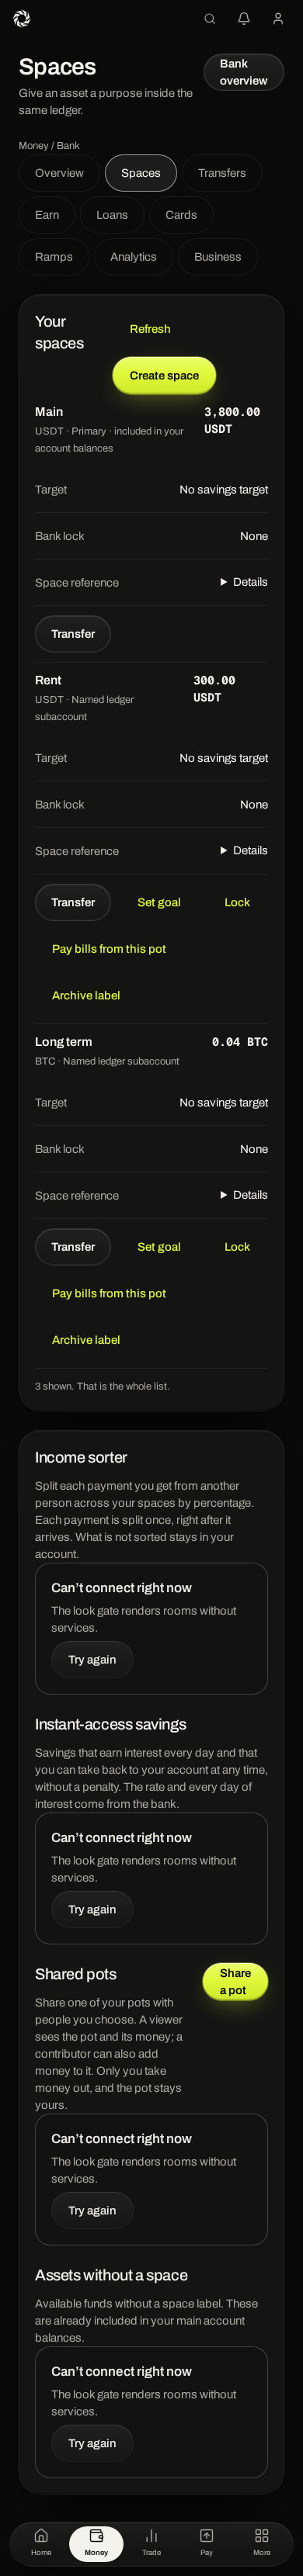 Spaces
Give an asset a purpose inside the
same ledger.
Bank
overview
Money / Bank
Overview
Spaces
Transfers
Earn
Loans
Cards
Ramps
Analytics
Business
Your
spaces
Refresh
Create space
Main
3,800.00
USDT
USDT · Primary · included in your
account balances
Target
No savings target
Bank lock
None
Space reference
▶ Details
Transfer
Rent
300.00
USDT
USDT · Named ledger
subaccount
Target
No savings target
Bank lock
None
Space reference
▶ Details
Transfer
Set goal
Lock
Pay bills from this pot
Archive label
Long term
0.04 BTC
BTC · Named ledger subaccount
Target
No savings target
Bank lock
None
Space reference
▶ Details
Transfer
Set goal
Lock
Pay bills from this pot
Archive label
3 shown. That is the whole list.
Income sorter
Split each payment you get from another
person across your spaces by percentage.
Each payment is split once, right after it
arrives. What is not sorted stays in your
account.
Can't connect right now
The look gate renders rooms without
services.
Try again
Instant-access savings
Savings that earn interest every day and that
you can take back to your account at any time,
without a penalty. The rate and every day of
interest come from the bank.
Can't connect right now
The look gate renders rooms without
services.
Try again
Shared pots
Share
a pot
Share one of your pots with
people you choose. A viewer
sees the pot and its money; a
contributor can also add
money to it. Only you take
money out, and the pot stays
yours.
Can't connect right now
The look gate renders rooms without
services.
Try again
Assets without a space
Available funds without a space label. These
are already included in your main account
balances.
Can't connect right now
The look gate renders rooms without
services.
Try again
Home
Money
Trade
Pay
More